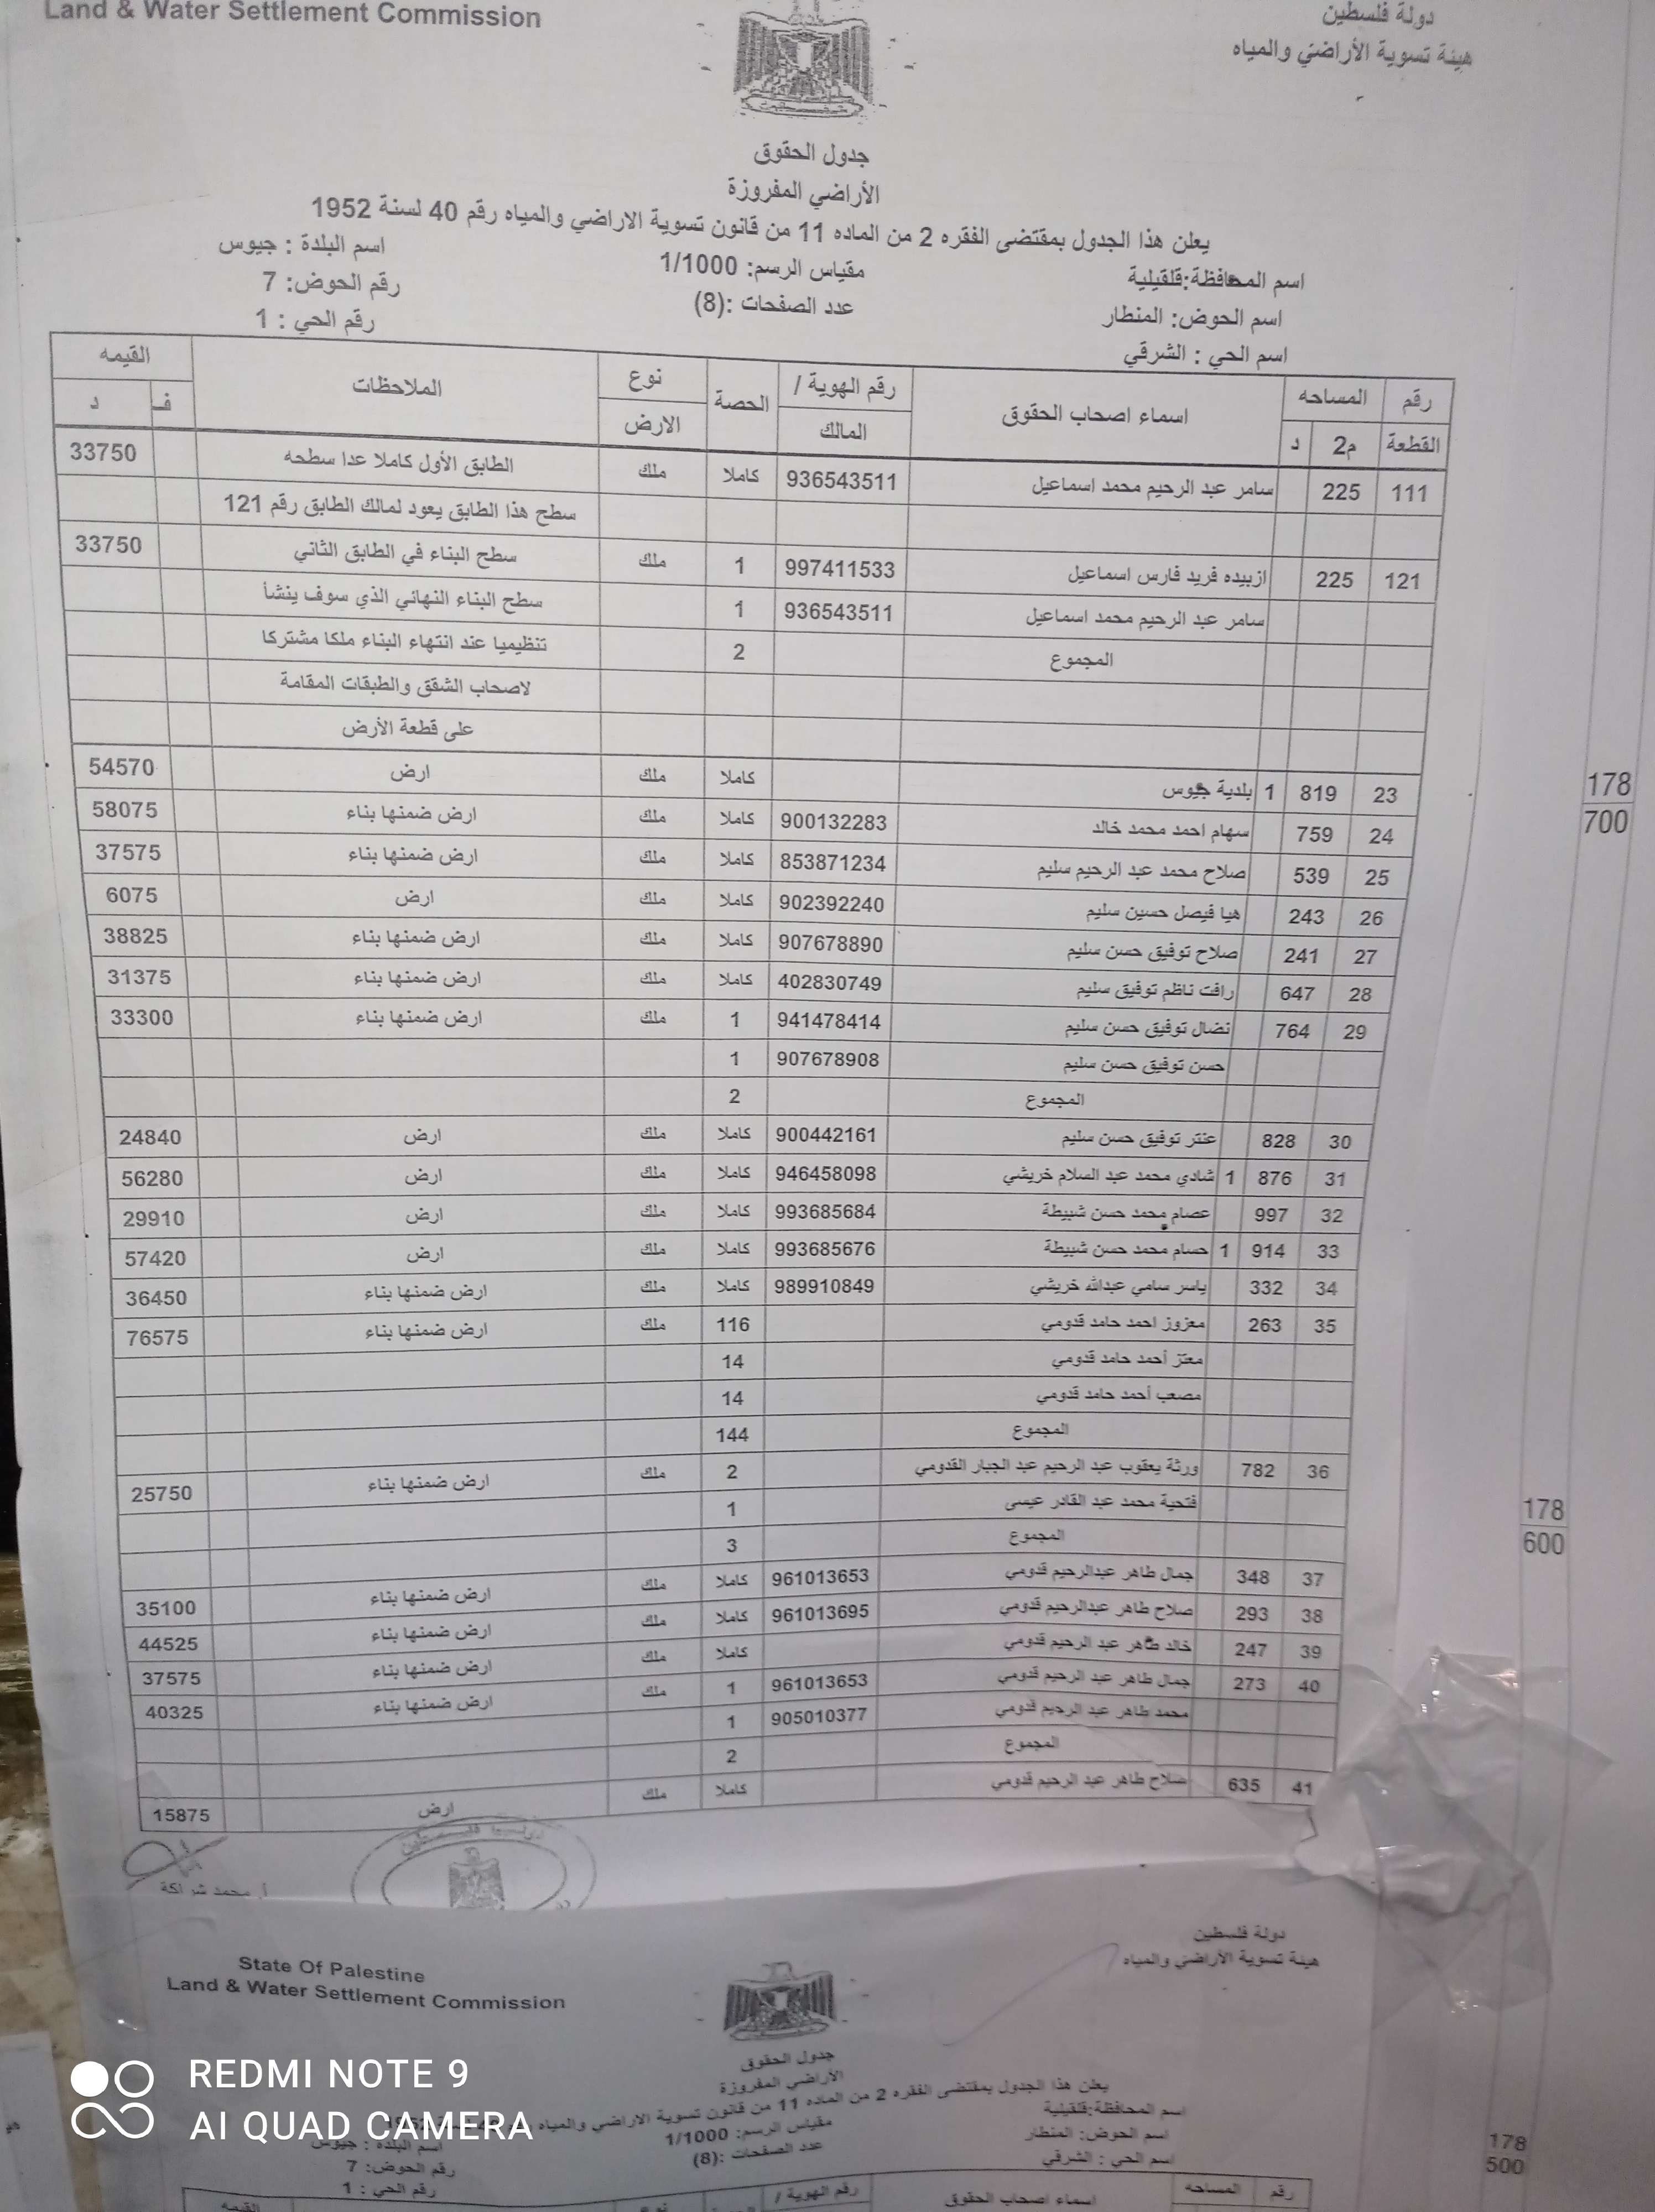 Land & Water Settlement Commission
دولة فلسطين
هيئة تسوية الأراضي والمياه
جدول الحقوق
الأراضي المفروزة
يعلن هذا الجدول بمقتضى الفقره 2 من الماده 11 من قانون تسوية الاراضي والمياه رقم 40 لسنة 1952
اسم المحافظة:قلقيلية مقياس الرسم: 1/1000 اسم البلدة : جيوس
اسم الحوض: المنطار عدد الصفحات :(8) رقم الحوض: 7
اسم الحي : الشرقي رقم الحي : 1
رقم القطعة المساحه م2 د اسماء اصحاب الحقوق رقم الهوية / المالك الحصة نوع الارض الملاحظات القيمه ف د
111 225 سامر عبد الرحيم محمد اسماعيل 936543511 كاملا ملك الطابق الأول كاملا عدا سطحه 33750
سطح هذا الطابق يعود لمالك الطابق رقم 121
121 225 ازبيده فريد فارس اسماعيل 997411533 1 ملك سطح البناء في الطابق الثاني 33750
سامر عبد الرحيم محمد اسماعيل 936543511 1 سطح البناء النهائي الذي سوف ينشأ
المجموع 2 تنظيميا عند انتهاء البناء ملكا مشتركا
لاصحاب الشقق والطبقات المقامة
على قطعة الأرض
23 819 1 بلدية جيوس كاملا ملك ارض 54570
24 759 سهام احمد محمد خالد 900132283 كاملا ملك ارض ضمنها بناء 58075
25 539 صلاح محمد عبد الرحيم سليم 853871234 كاملا ملك ارض ضمنها بناء 37575
26 243 هيا فيصل حسين سليم 902392240 كاملا ملك ارض 6075
27 241 صلاح توفيق حسن سليم 907678890 كاملا ملك ارض ضمنها بناء 38825
28 647 رافت ناظم توفيق سليم 402830749 كاملا ملك ارض ضمنها بناء 31375
29 764 نضال توفيق حسن سليم 941478414 1 ملك ارض ضمنها بناء 33300
حسن توفيق حسن سليم 907678908 1
المجموع 2
30 828 عنتر توفيق حسن سليم 900442161 كاملا ملك ارض 24840
31 876 1 شادي محمد عبد السلام خريشي 946458098 كاملا ملك ارض 56280
32 997 عصام محمد حسن شبيطة 993685684 كاملا ملك ارض 29910
33 914 1 حسام محمد حسن شبيطة 993685676 كاملا ملك ارض 57420
34 332 ياسر سامي عبدالله خريشي 989910849 كاملا ملك ارض ضمنها بناء 36450
35 263 معزوز احمد حامد قدومي 116 ملك ارض ضمنها بناء 76575
معتز أحمد حامد قدومي 14
مصعب أحمد حامد قدومي 14
المجموع 144
36 782 ورثة يعقوب عبد الرحيم عبد الجبار القدومي 2 ملك ارض ضمنها بناء 25750
فتحية محمد عبد القادر عيسى 1
المجموع 3
37 348 جمال طاهر عبدالرحيم قدومي 961013653 كاملا ملك ارض ضمنها بناء 35100
38 293 صلاح طاهر عبدالرحيم قدومي 961013695 كاملا ملك ارض ضمنها بناء 44525
39 247 خالد طاهر عبد الرحيم قدومي كاملا ملك ارض ضمنها بناء 37575
40 273 جمال طاهر عبد الرحيم قدومي 961013653 1 ملك ارض ضمنها بناء 40325
محمد طاهر عبد الرحيم قدومي 905010377 1
المجموع 2
41 635 صلاح طاهر عبد الرحيم قدومي كاملا ملك ارض 15875
أ. محمد شراكة
178
700
178
600
178
500
دولة فلسطين
هيئة تسوية الأراضي والمياه
State Of Palestine
Land & Water Settlement Commission
جدول الحقوق
الأراضي المفروزة
يعلن هذا الجدول بمقتضى الفقره 2 من الماده 11 من قانون تسوية الاراضي والمياه
اسم المحافظة:قلقيلية مقياس الرسم: 1/1000 اسم البلدة : جيوس
اسم الحوض: المنطار عدد الصفحات :(8) رقم الحوض: 7
اسم الحي : الشرقي رقم الحي : 1
رقم المساحه اسماء اصحاب الحقوق رقم الهوية / نوع القيمه
REDMI NOTE 9
AI QUAD CAMERA